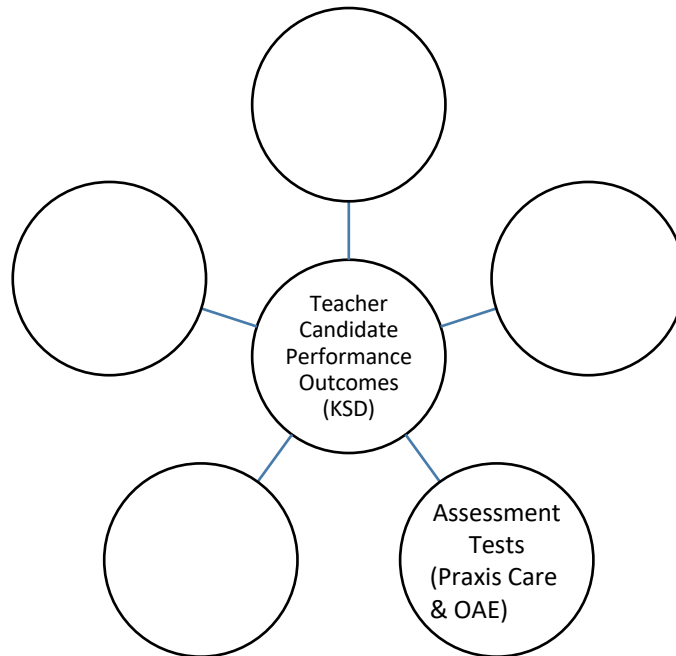 Teacher
Candidate
Performance
Outcomes
(KSD)
Assessment
Tests
(Praxis Care
& OAE)